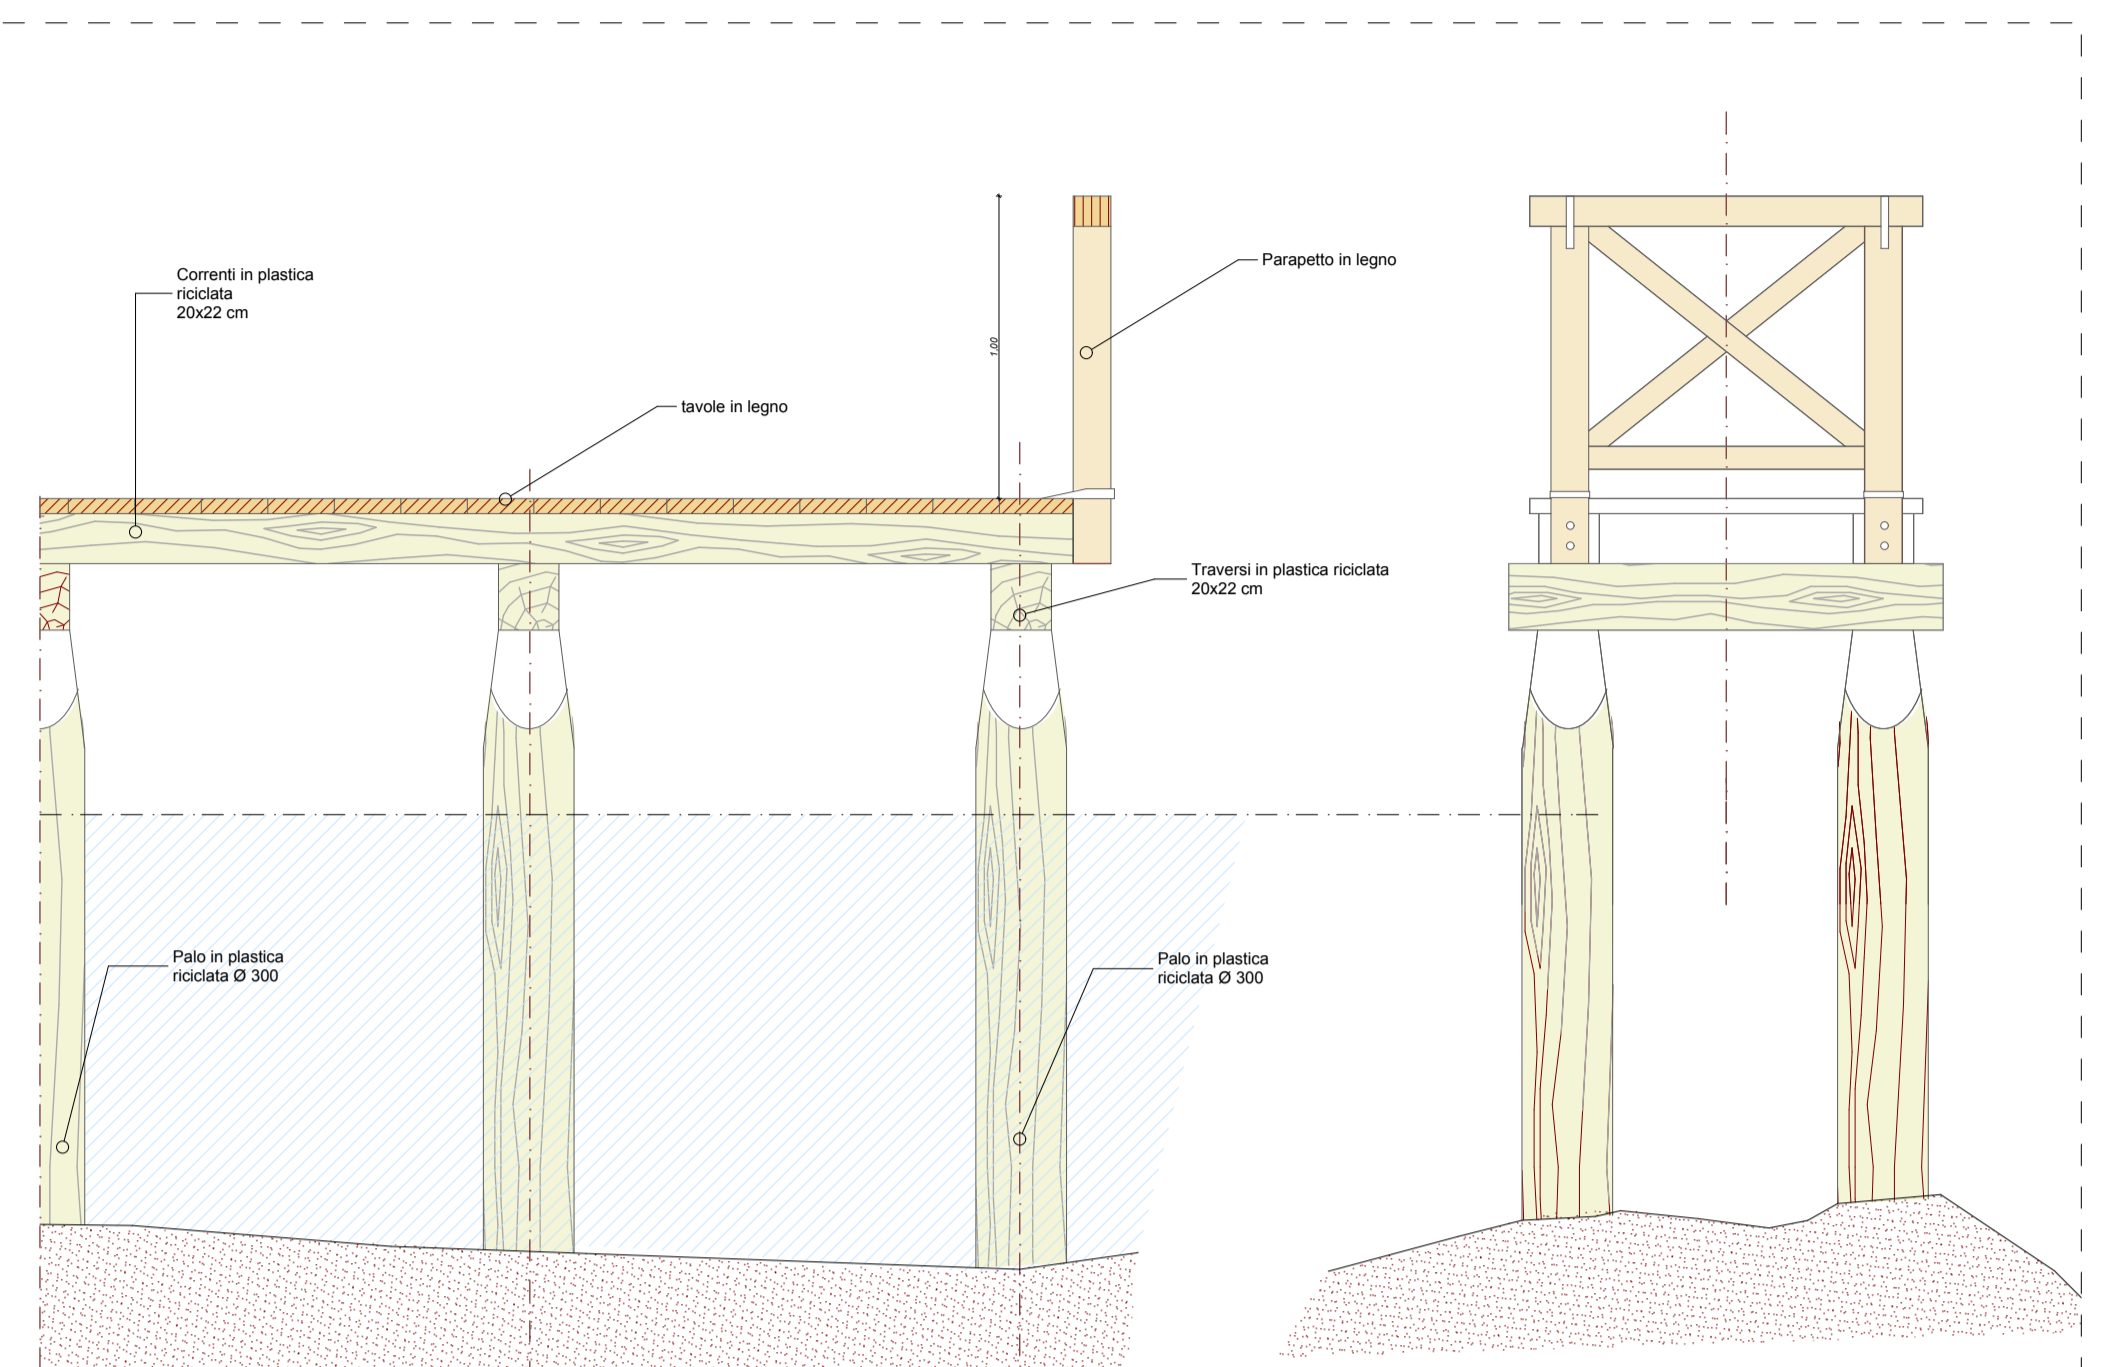 Correnti in plastica
riciclata
20x22 cm
tavole in legno
1,00
Parapetto in legno
Traversi in plastica riciclata
20x22 cm
Palo in plastica
riciclata Ø 300
Palo in plastica
riciclata Ø 300